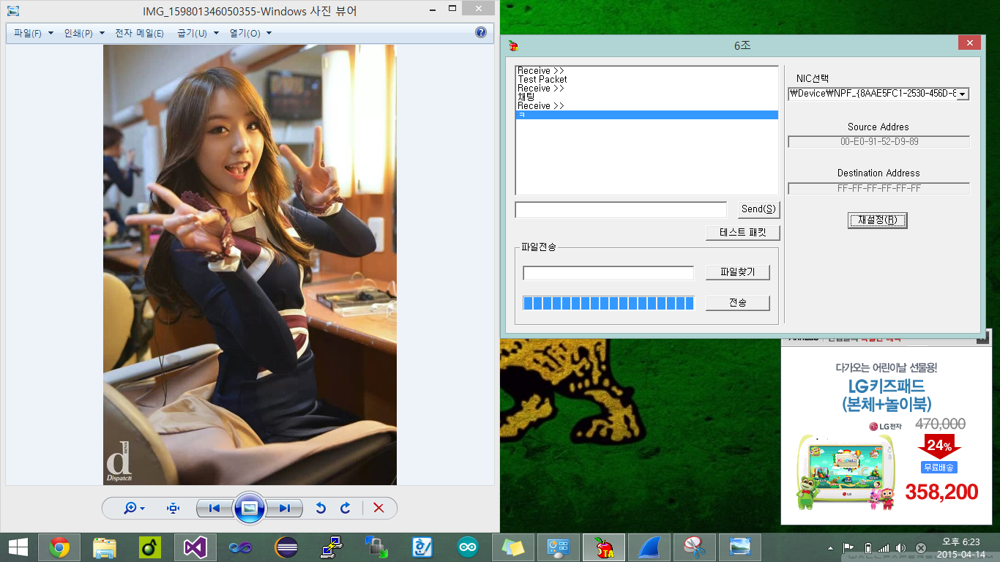 IMG_159801346050355-Windows 사진 뷰어
파일(F) 인쇄(P) 전자 메일(E) 굽기(U) 열기(O)
d
news
Dispatch
6조
Receive >>
Test Packet
Receive >>
채팅
Receive >>
ㅋ
Send(S)
테스트 패킷
파일전송
파일찾기
전송
NIC선택
₩Device₩NPF_{8AAE5FC1-2530-456D-
Source Addres
00-E0-91-52-D9-89
Destination Address
FF-FF-FF-FF-FF-FF
재설정(R)
다가오는 어린이날 선물용!
LG키즈패드
(본체+놀이북)
LG전자
470,000
24%
무료배송
358,200
LG
오후 6:23
2015-04-14